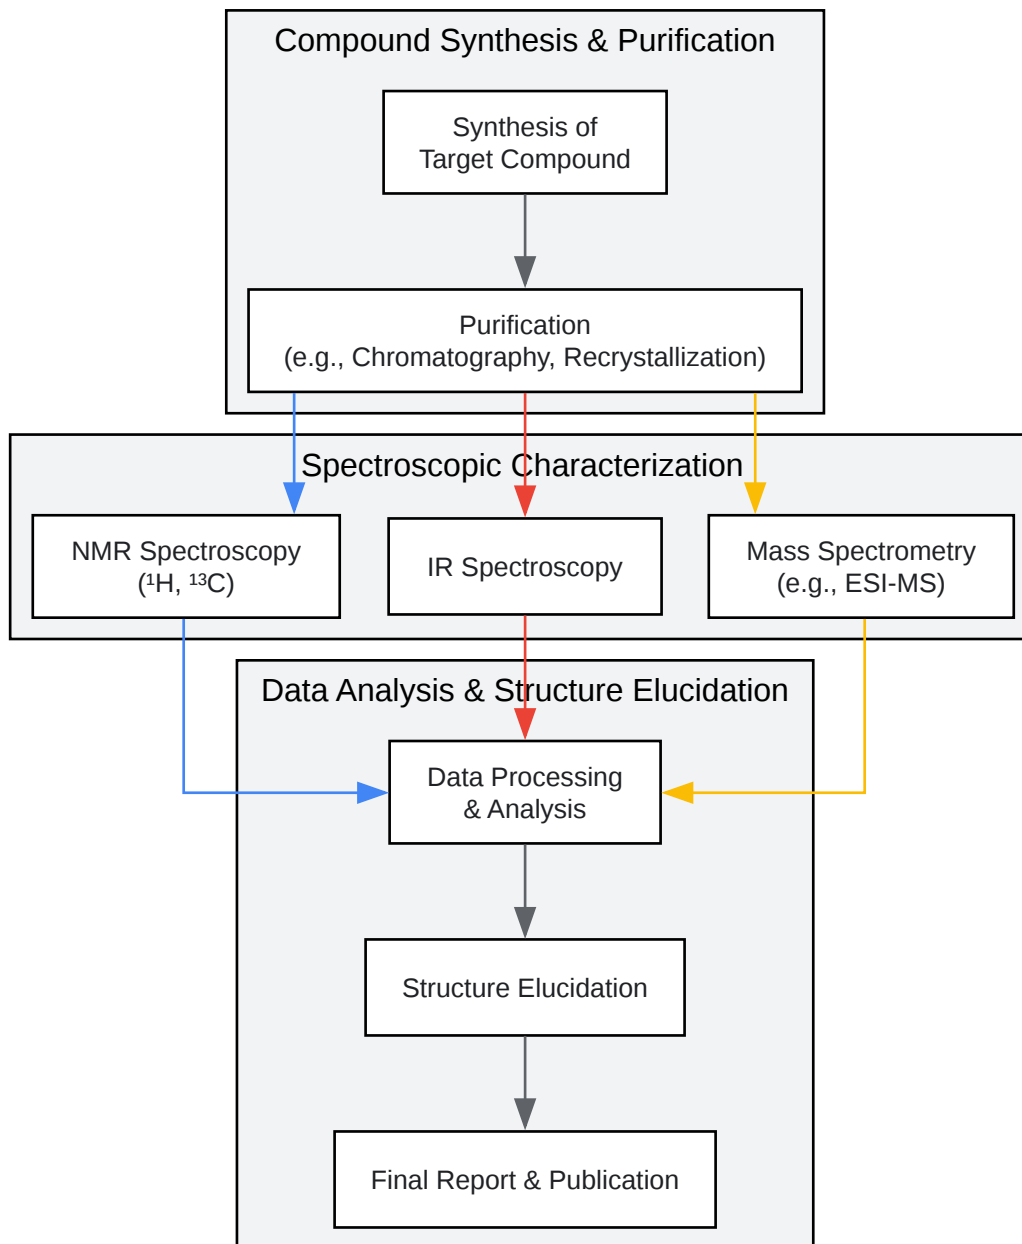 Compound Synthesis & Purification
Synthesis of
Target Compound
Purification
(e.g., Chromatography, Recrystallization)
Spectroscopic Characterization
NMR Spectroscopy
(¹H, ¹³C)
IR Spectroscopy
Mass Spectrometry
(e.g., ESI-MS)
Data Analysis & Structure Elucidation
Data Processing
& Analysis
Structure Elucidation
Final Report & Publication